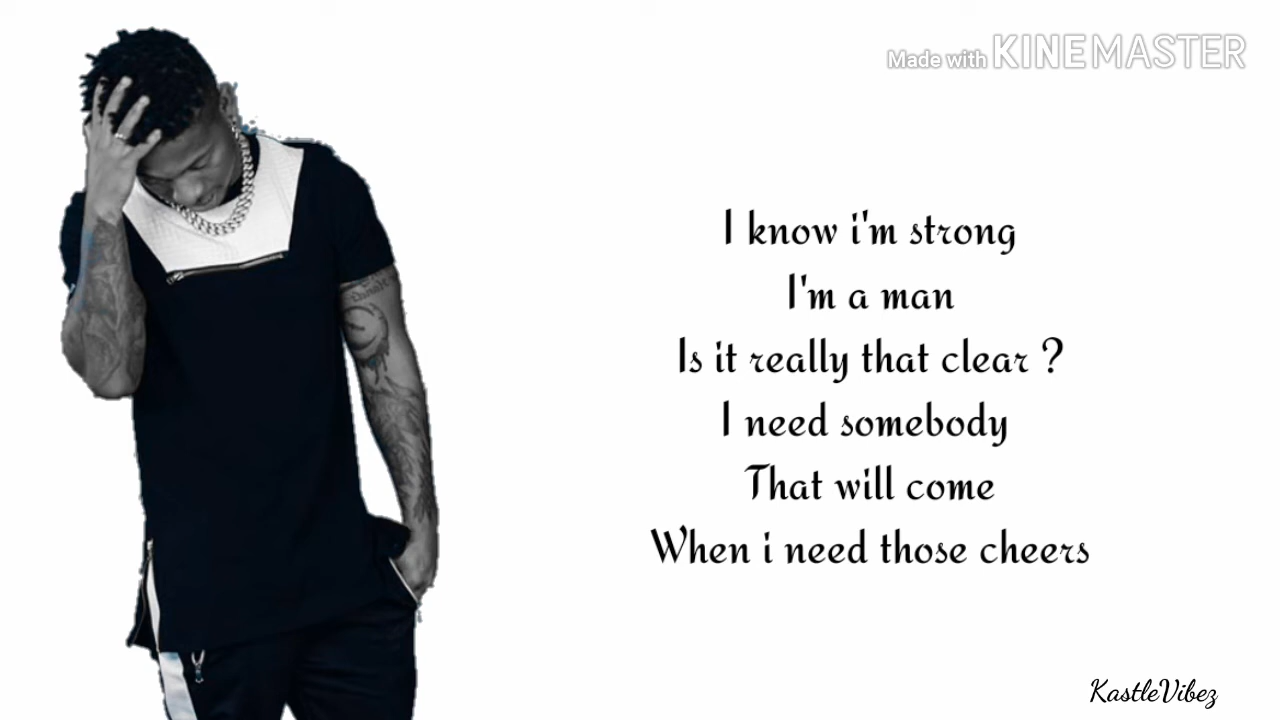 Made with KINEMASTER
I know i'm strong
I'm a man
Is it really that clear ?
I need somebody
That will come
When i need those cheers
KastleVibez